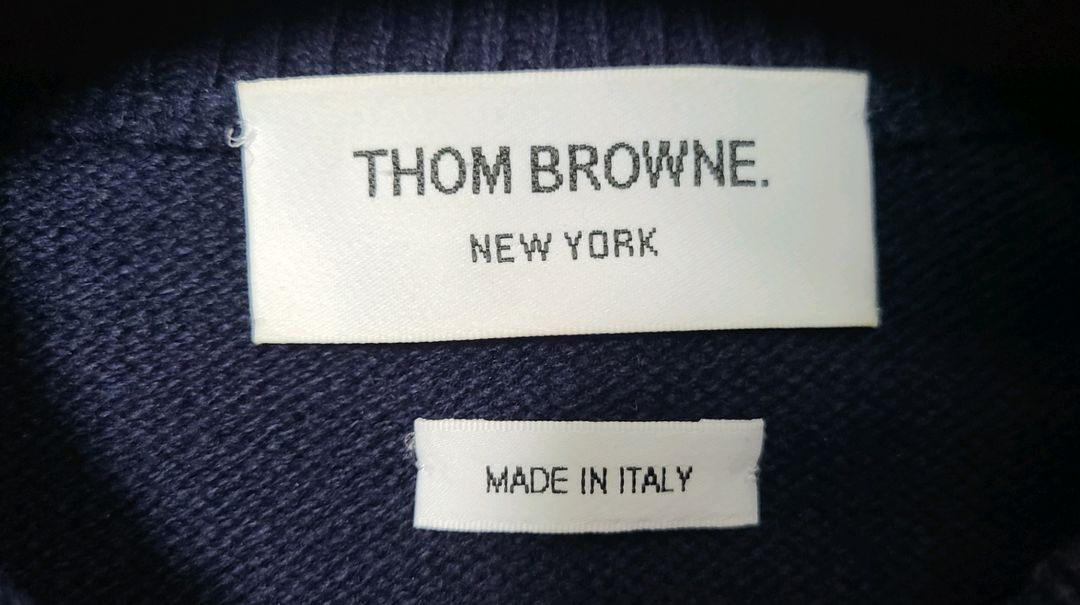 THOM BROWNE.
NEW YORK
MADE IN ITALY